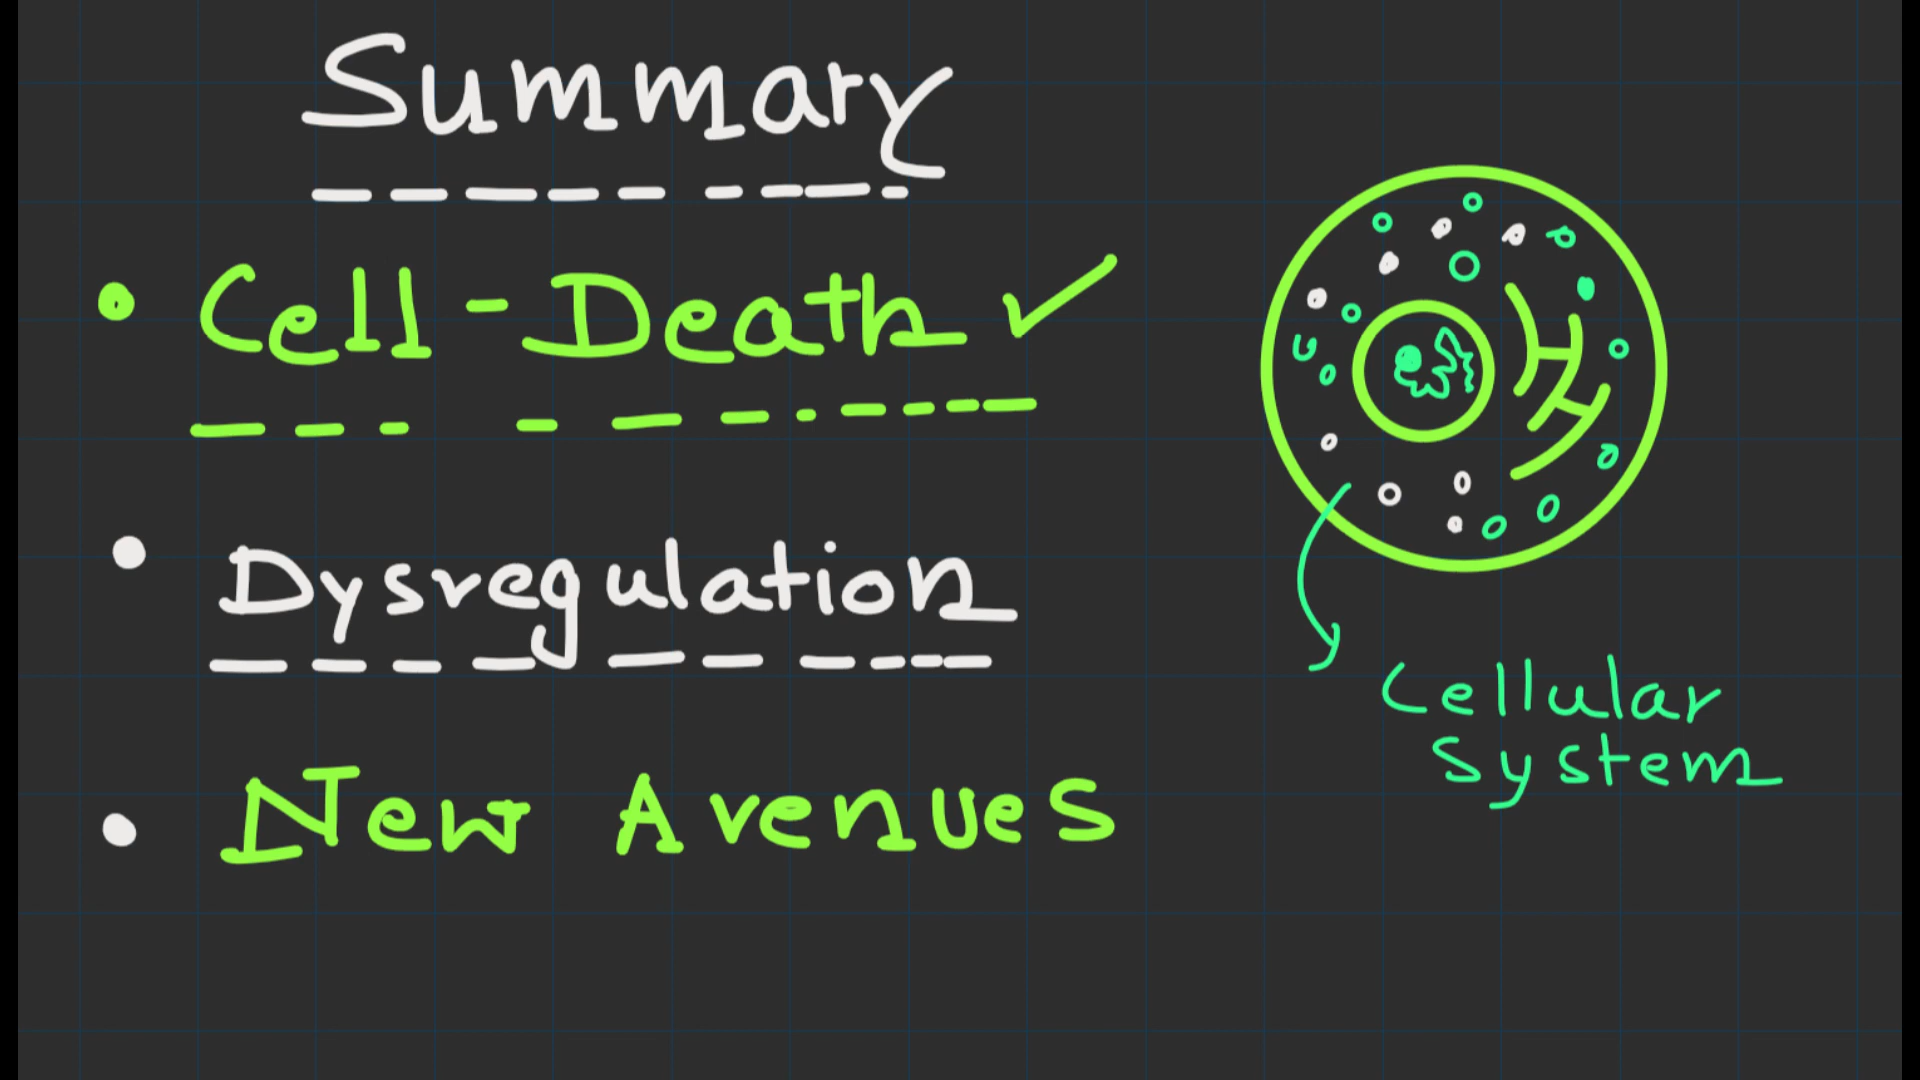 Summary
• Cell-Death ✓
• Dysregulation
• New Avenues
Cellular
System